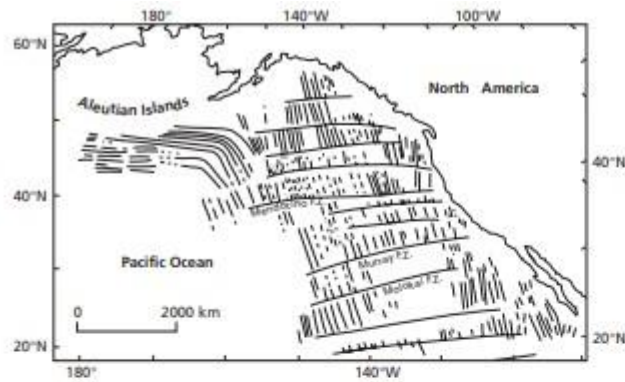 180°
140°W
100°W
60°N
North America
Aleutian Islands
40°N
40°N
Mendocino F.Z.
Pacific Ocean
Murray F.Z.
Molokai F.Z.
0
2000 km
20°N
20°N
180°
140°W